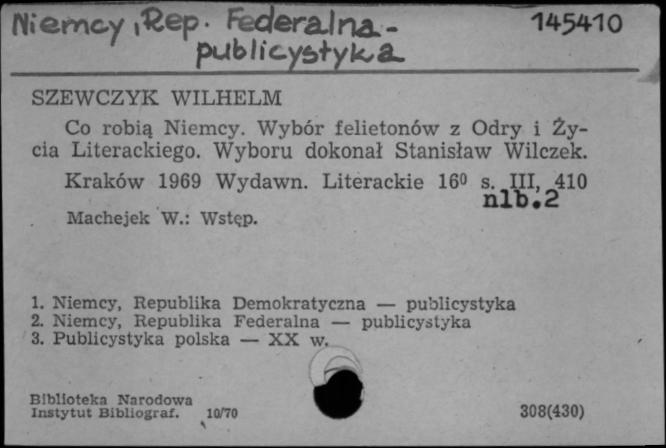 Niemcy, Rep. Federalna - 145410
publicystyka
SZEWCZYK WILHELM
Co robią Niemcy. Wybór felietonów z Odry i Ży-
cia Literackiego. Wyboru dokonał Stanisław Wilczek.
Kraków 1969 Wydawn. Literackie 16⁰ s. III, 410
nlb.2
Machejek W.: Wstęp.
1. Niemcy, Republika Demokratyczna — publicystyka
2. Niemcy, Republika Federalna — publicystyka
3. Publicystyka polska — XX w.
Biblioteka Narodowa
Instytut Bibliograf. 10/70 308(430)